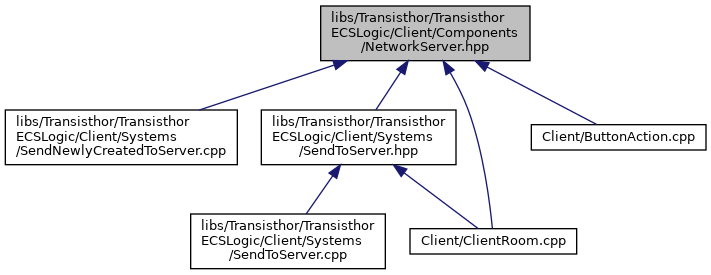 libs/Transisthor/Transisthor
ECSLogic/Client/Components
/NetworkServer.hpp
libs/Transisthor/Transisthor
ECSLogic/Client/Systems
/SendNewlyCreatedToServer.cpp
libs/Transisthor/Transisthor
ECSLogic/Client/Systems
/SendToServer.hpp
Client/ButtonAction.cpp
libs/Transisthor/Transisthor
ECSLogic/Client/Systems
/SendToServer.cpp
Client/ClientRoom.cpp